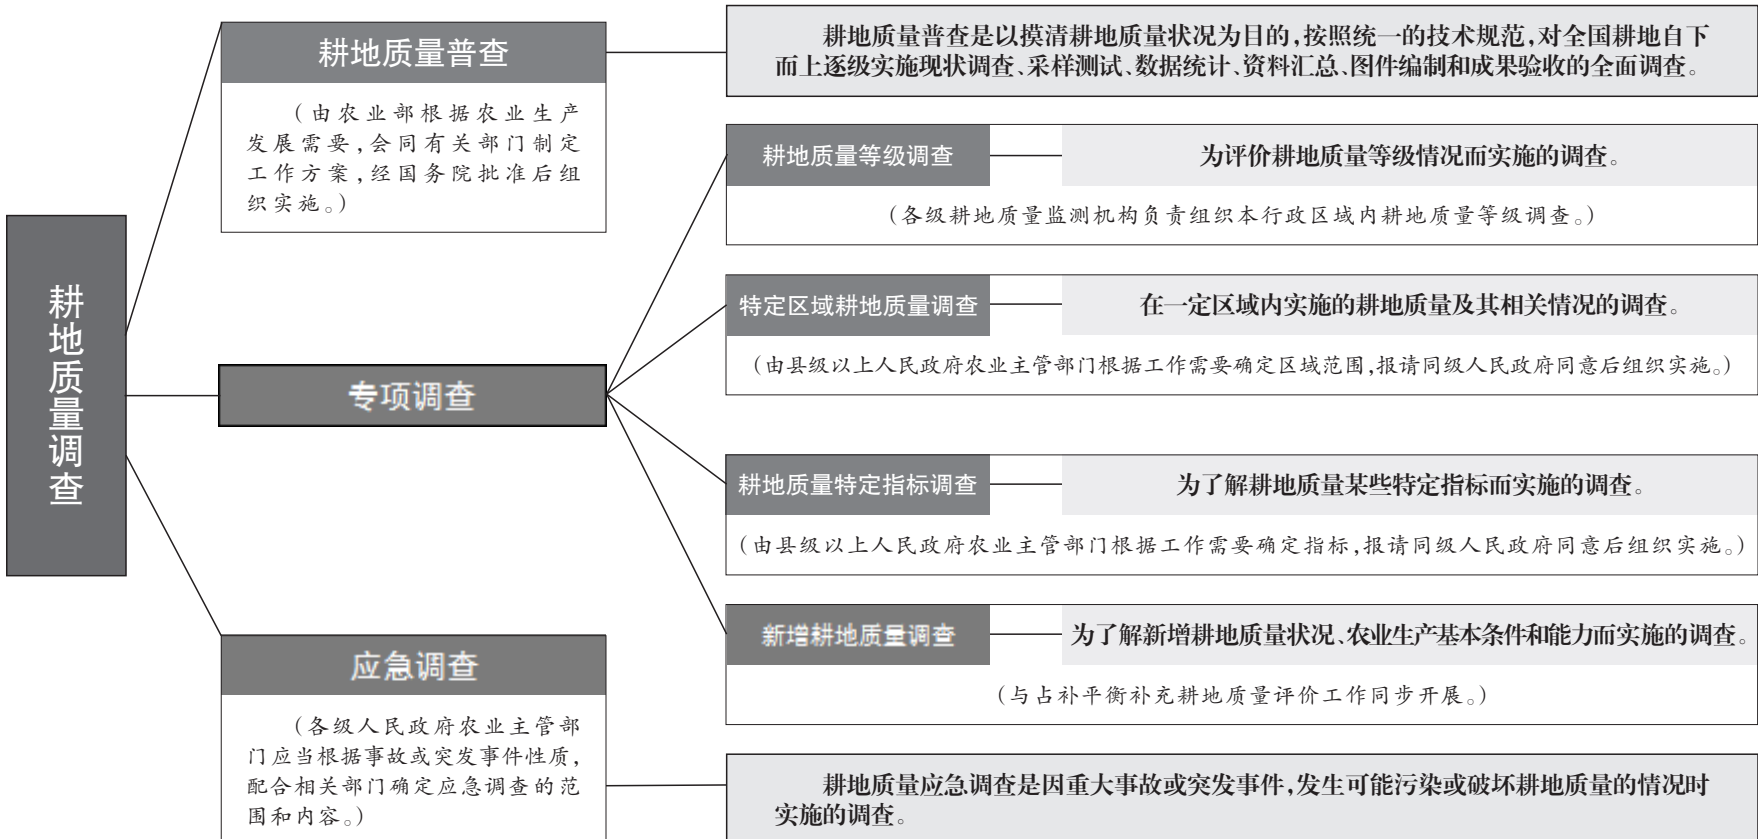 耕地质量调查
耕地质量普查
(由农业部根据农业生产
发展需要,会同有关部门制定
工作方案,经国务院批准后组
织实施。)
耕地质量普查是以摸清耕地质量状况为目的,按照统一的技术规范,对全国耕地自下
而上逐级实施现状调查、采样测试、数据统计、资料汇总、图件编制和成果验收的全面调查。
专项调查
耕地质量等级调查
为评价耕地质量等级情况而实施的调查。
(各级耕地质量监测机构负责组织本行政区域内耕地质量等级调查。)
特定区域耕地质量调查
在一定区域内实施的耕地质量及其相关情况的调查。
(由县级以上人民政府农业主管部门根据工作需要确定区域范围,报请同级人民政府同意后组织实施。)
耕地质量特定指标调查
为了解耕地质量某些特定指标而实施的调查。
(由县级以上人民政府农业主管部门根据工作需要确定指标,报请同级人民政府同意后组织实施。)
新增耕地质量调查
为了解新增耕地质量状况、农业生产基本条件和能力而实施的调查。
(与占补平衡补充耕地质量评价工作同步开展。)
应急调查
(各级人民政府农业主管部
门应当根据事故或突发事件性质,
配合相关部门确定应急调查的范
围和内容。)
耕地质量应急调查是因重大事故或突发事件,发生可能污染或破坏耕地质量的情况时
实施的调查。